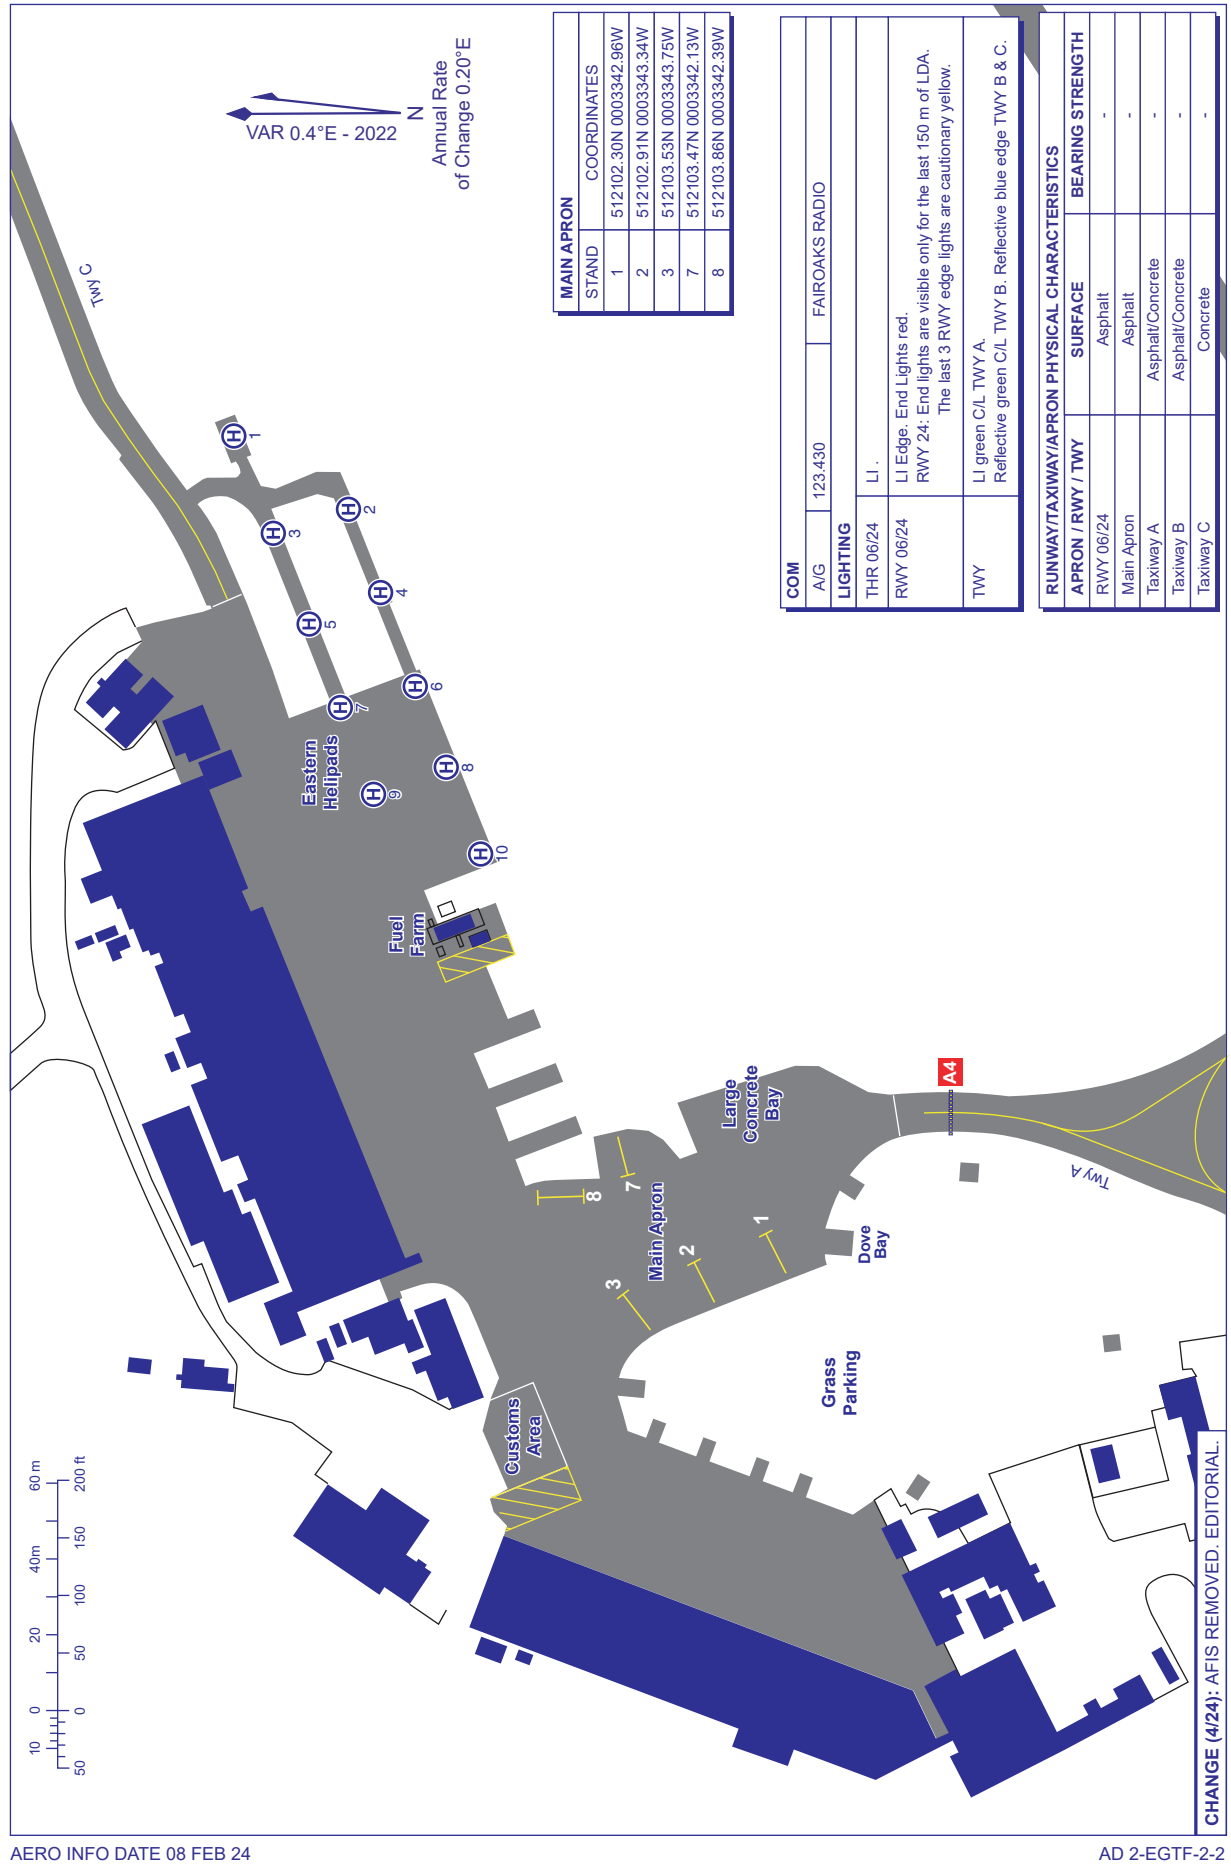 VAR 0.4°E - 2022
N
Annual Rate
of Change 0.20°E
Twy C
MAIN APRON
STAND COORDINATES
1 512102.30N 0003342.96W
2 512102.91N 0003343.34W
3 512103.53N 0003343.75W
7 512103.47N 0003342.13W
8 512103.86N 0003342.39W
COM
A/G 123.430 FAIROAKS RADIO
LIGHTING
THR 06/24 LI .
RWY 06/24 LI Edge. End Lights red.
RWY 24: End lights are visible only for the last 150 m of LDA.
The last 3 RWY edge lights are cautionary yellow.
TWY LI green C/L TWY A.
Reflective green C/L TWY B. Reflective blue edge TWY B & C.
RUNWAY/TAXIWAY/APRON PHYSICAL CHARACTERISTICS
APRON / RWY / TWY SURFACE BEARING STRENGTH
RWY 06/24 Asphalt -
Main Apron Asphalt -
Taxiway A Asphalt/Concrete -
Taxiway B Asphalt/Concrete -
Taxiway C Concrete -
H 1
H 2
H 3
H 4
H 5
H 6
H 7
H 8
H 9
H 10
Eastern
Helipads
Fuel
Farm
Large
Concrete
Bay
A4
Twy A
Main Apron
8
7
1
2
3
Dove
Bay
Grass
Parking
Customs
Area
10 0 20 40m 60 m
50 0 50 100 150 200 ft
CHANGE (4/24): AFIS REMOVED. EDITORIAL.
AERO INFO DATE 08 FEB 24
AD 2-EGTF-2-2